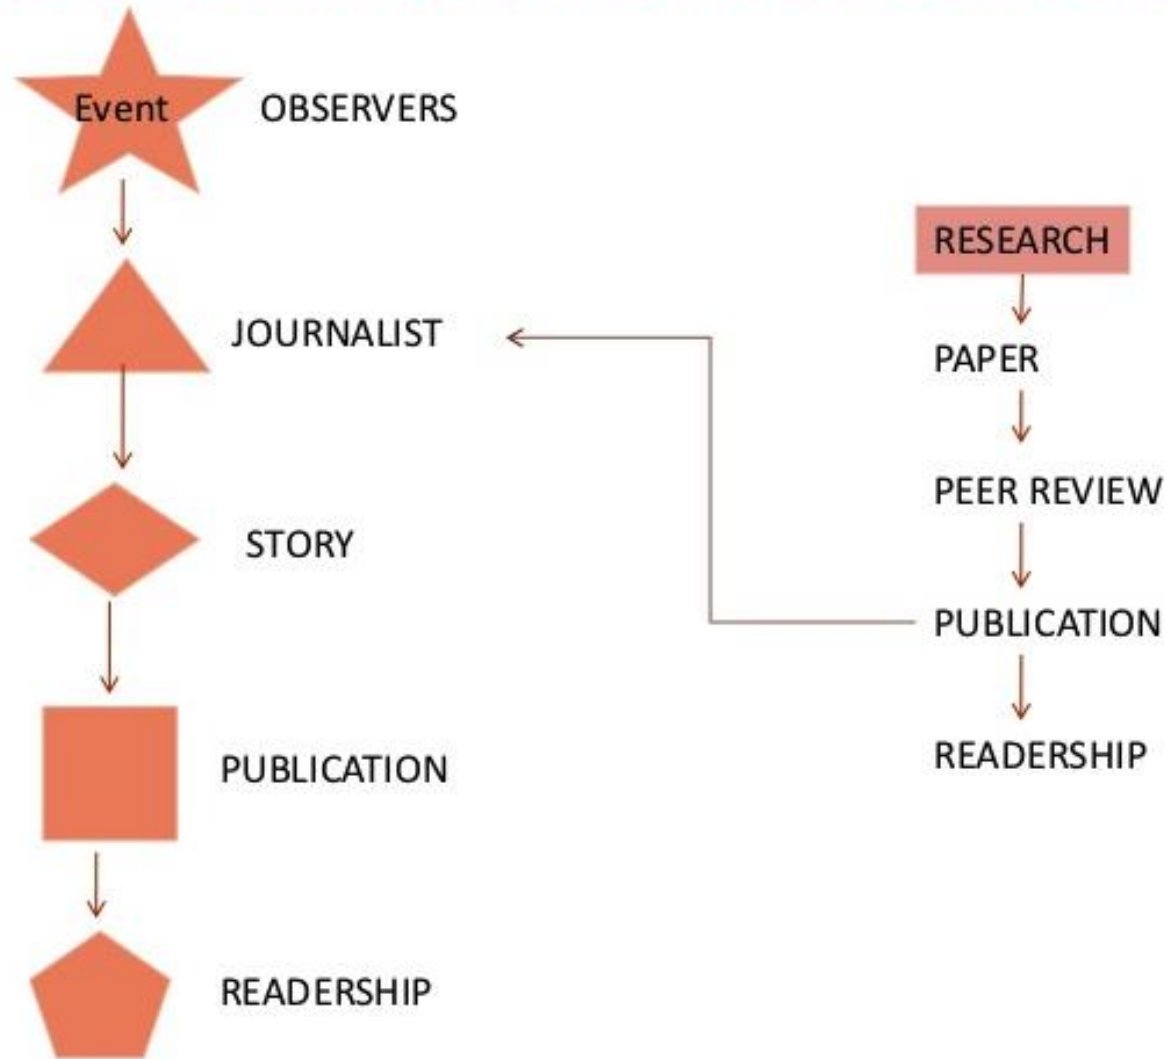 Event
OBSERVERS
JOURNALIST
STORY
PUBLICATION
READERSHIP
RESEARCH
PAPER
PEER REVIEW
PUBLICATION
READERSHIP